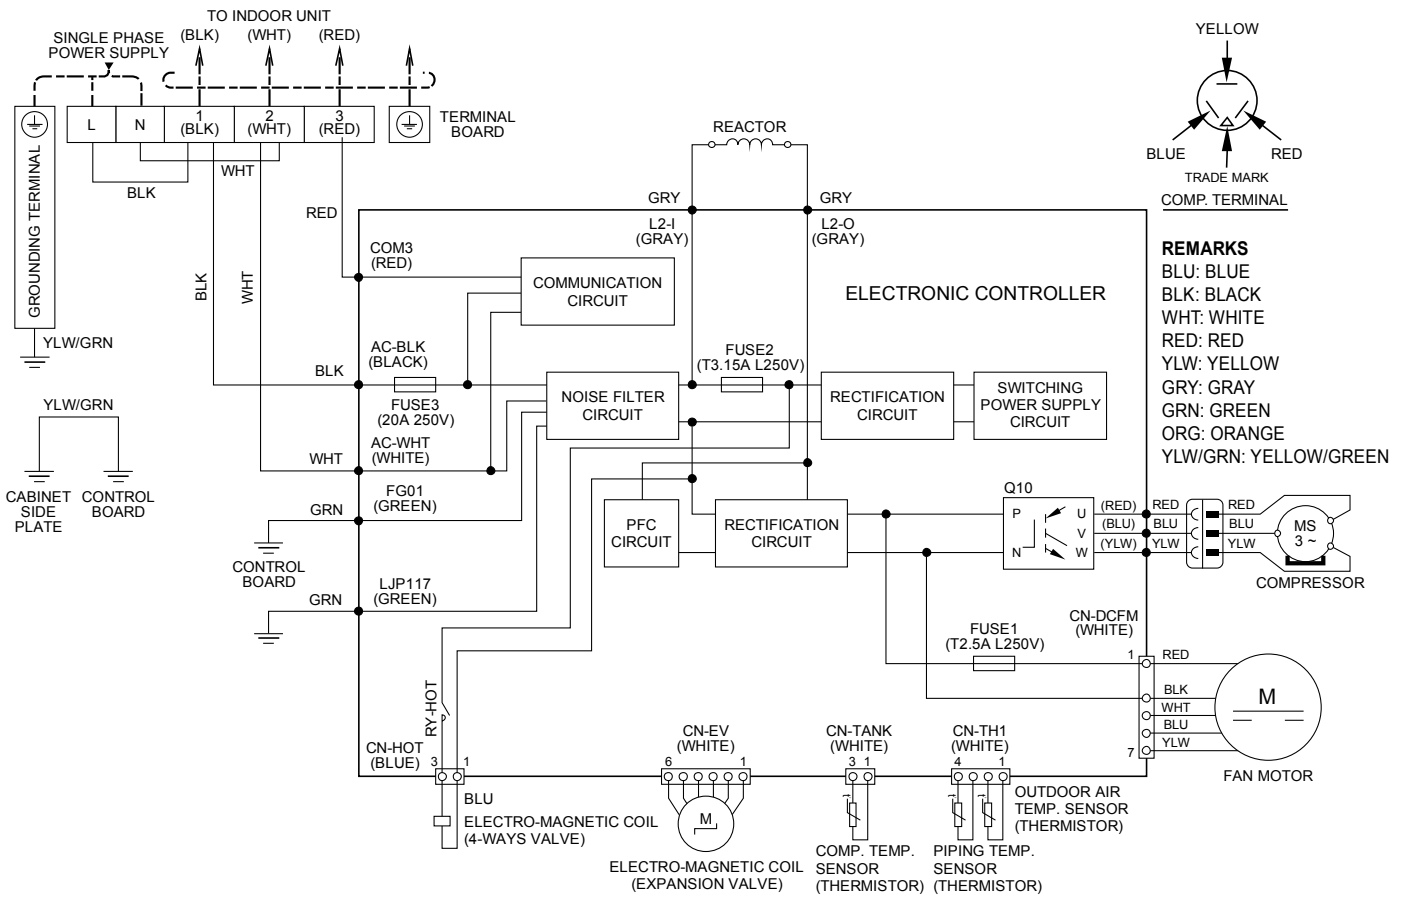 TO INDOOR UNIT
(BLK)
(WHT)
(RED)
SINGLE PHASE
POWER SUPPLY
L
N
1
(BLK)
2
(WHT)
3
(RED)
TERMINAL
BOARD
GROUNDING TERMINAL
YLW/GRN
BLK
WHT
RED
BLK
WHT
REACTOR
GRY
GRY
L2-I
(GRAY)
L2-O
(GRAY)
YELLOW
BLUE
RED
TRADE MARK
COMP. TERMINAL
COM3
(RED)
COMMUNICATION
CIRCUIT
ELECTRONIC CONTROLLER
REMARKS
BLU: BLUE
BLK: BLACK
WHT: WHITE
RED: RED
YLW: YELLOW
GRY: GRAY
GRN: GREEN
ORG: ORANGE
YLW/GRN: YELLOW/GREEN
BLK
AC-BLK
(BLACK)
FUSE3
(20A 250V)
NOISE FILTER
CIRCUIT
FUSE2
(T3.15A L250V)
RECTIFICATION
CIRCUIT
SWITCHING
POWER SUPPLY
CIRCUIT
YLW/GRN
CABINET
SIDE
PLATE
CONTROL
BOARD
WHT
AC-WHT
(WHITE)
GRN
FG01
(GREEN)
CONTROL
BOARD
GRN
LJP117
(GREEN)
PFC
CIRCUIT
RECTIFICATION
CIRCUIT
Q10
P
N
U
V
W
(RED)
(BLU)
(YLW)
RED
BLU
YLW
RED
BLU
YLW
MS
3 ~
COMPRESSOR
CN-DCFM
(WHITE)
FUSE1
(T2.5A L250V)
1
7
RED
BLK
WHT
BLU
YLW
M
FAN MOTOR
RY-HOT
CN-HOT
(BLUE)
3
1
BLU
ELECTRO-MAGNETIC COIL
(4-WAYS VALVE)
CN-EV
(WHITE)
6
1
M
ELECTRO-MAGNETIC COIL
(EXPANSION VALVE)
CN-TANK
(WHITE)
3
1
COMP. TEMP.
SENSOR
(THERMISTOR)
CN-TH1
(WHITE)
4
1
PIPING TEMP.
SENSOR
(THERMISTOR)
OUTDOOR AIR
TEMP. SENSOR
(THERMISTOR)